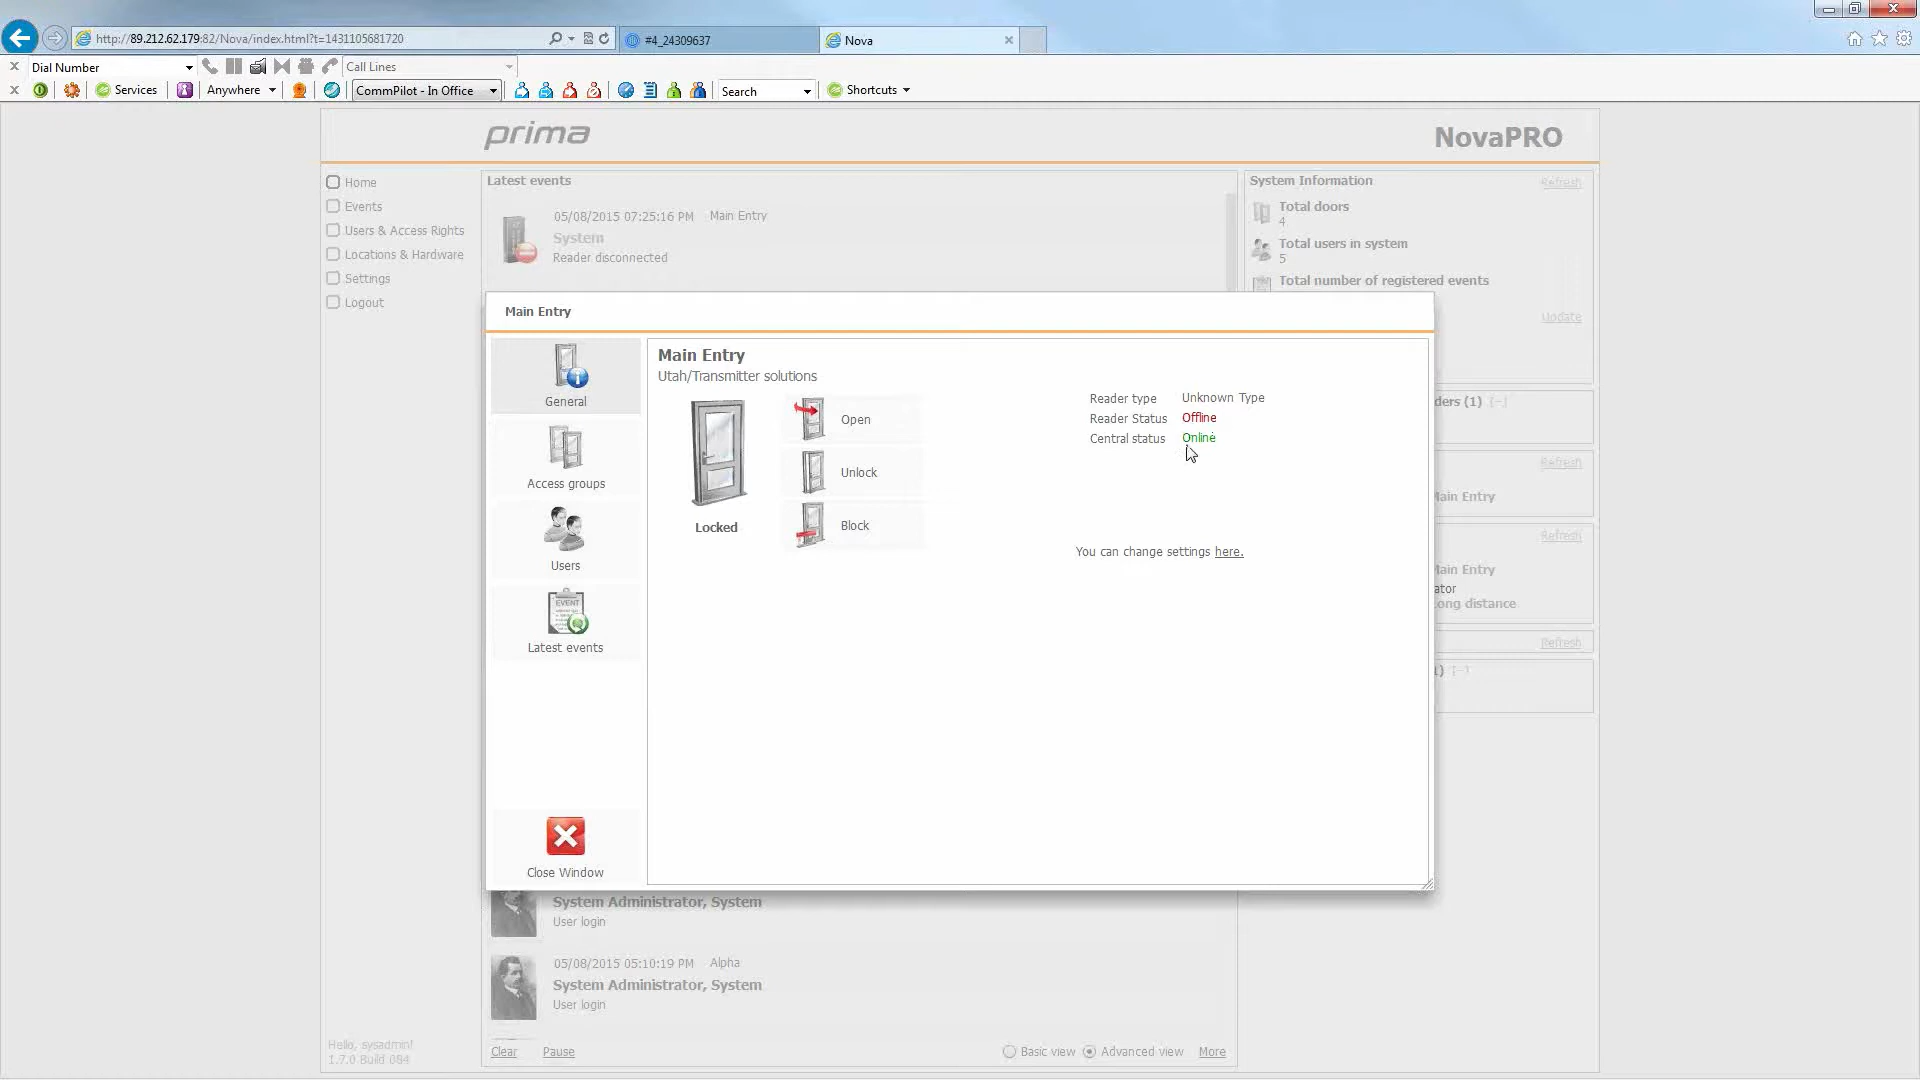 http://89.212.62.179:82/Nova/index.html?t=1431105681720
#4_24309637
Nova
Dial Number
Call Lines
Services
Anywhere
CommPilot - In Office
Search
Shortcuts
prima
NovaPRO
Home
Events
Users & Access Rights
Locations & Hardware
Settings
Logout
Latest events
05/08/2015 07:25:16 PM Main Entry
System
Reader disconnected
System Information
Refresh
Total doors
4
Total users in system
5
Total number of registered events
Update
Main Entry
General
Access groups
Users
EVENT
Latest events
Close Window
Main Entry
Utah/Transmitter solutions
Locked
Open
Unlock
Block
Reader type Unknown Type
Reader Status Offline
Central status Online
You can change settings here.
ders (1) [-]
Refresh
Main Entry
Refresh
Main Entry
ator
ong distance
Refresh
1) [-]
System Administrator, System
User login
05/08/2015 05:10:19 PM Alpha
System Administrator, System
User login
Clear Pause
Basic view Advanced view More
Hello, sysadmin!
1.7.0 Build 084